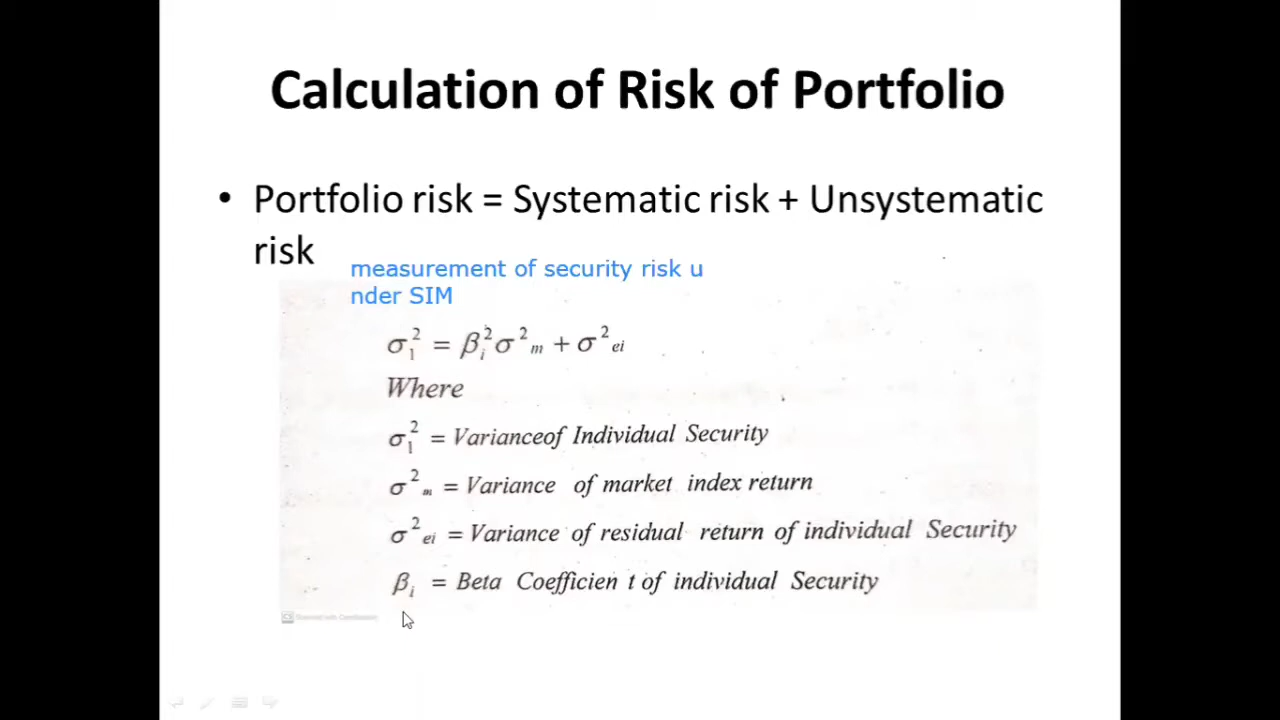 Calculation of Risk of Portfolio
• Portfolio risk = Systematic risk + Unsystematic
risk
measurement of security risk u
nder SIM
σ₁² = βᵢ²σ²ₘ + σ²ₑᵢ
Where
σ₁² = Varianceof Individual Security
σ²ₘ = Variance of market index return
σ²ₑᵢ = Variance of residual return of individual Security
βᵢ = Beta Coefficien t of individual Security